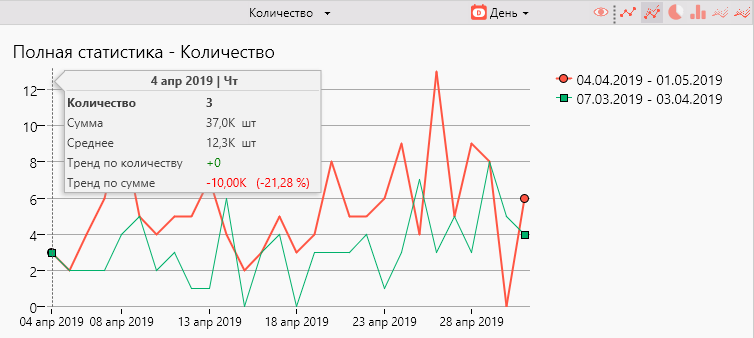 Количество День
Полная статистика - Количество
4 апр 2019 | Чт
Количество 3
Сумма 37,0K шт
Среднее 12,3K шт
Тренд по количеству +0
Тренд по сумме -10,00K (-21,28 %)
04.04.2019 - 01.05.2019
07.03.2019 - 03.04.2019
12
10
8
6
4
2
0
04 апр 2019 08 апр 2019 13 апр 2019 18 апр 2019 23 апр 2019 28 апр 2019